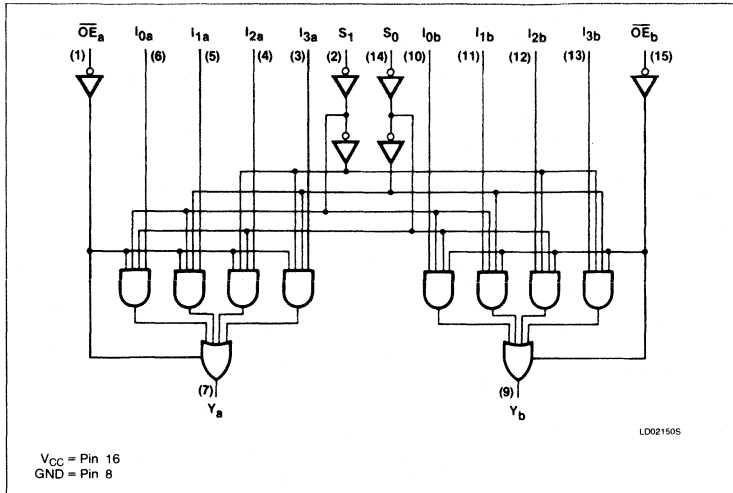 OEa I0a I1a I2a I3a S1 S0 I0b I1b I2b I3b OEb
(1) (6) (5) (4) (3) (2) (14) (10) (11) (12) (13) (15)
(7) (9)
Ya Yb
LD02150S
VCC = Pin 16
GND = Pin 8